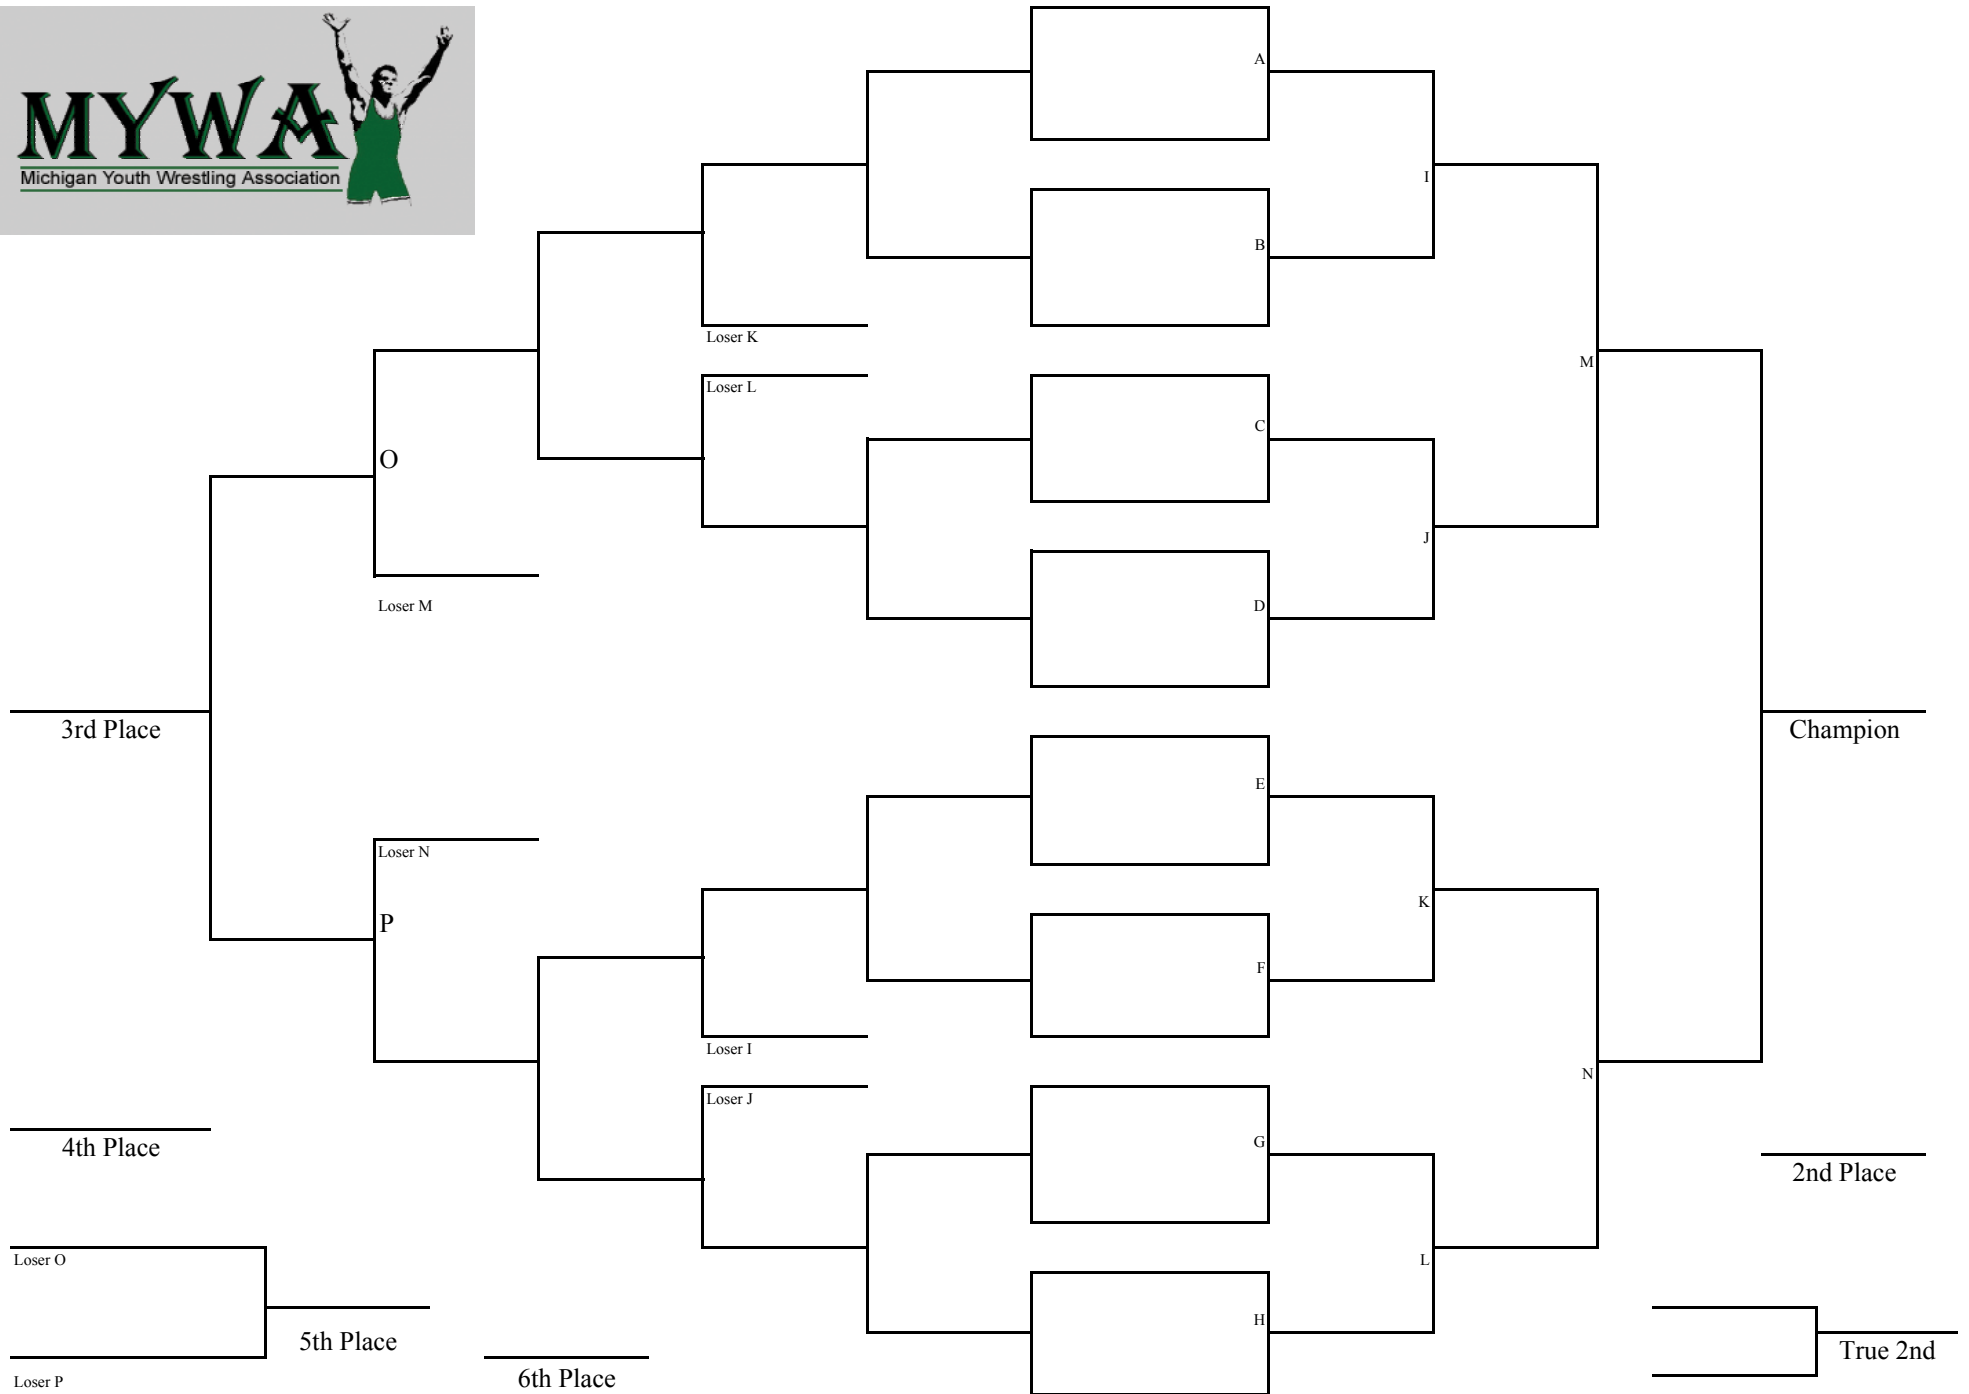 MYWA
Michigan Youth Wrestling Association
A
I
B
Loser K
M
Loser L
C
O
J
Loser M
D
3rd Place
Champion
E
Loser N
K
P
F
Loser I
N
Loser J
4th Place
G
2nd Place
Loser O
L
H
5th Place
True 2nd
6th Place
Loser P